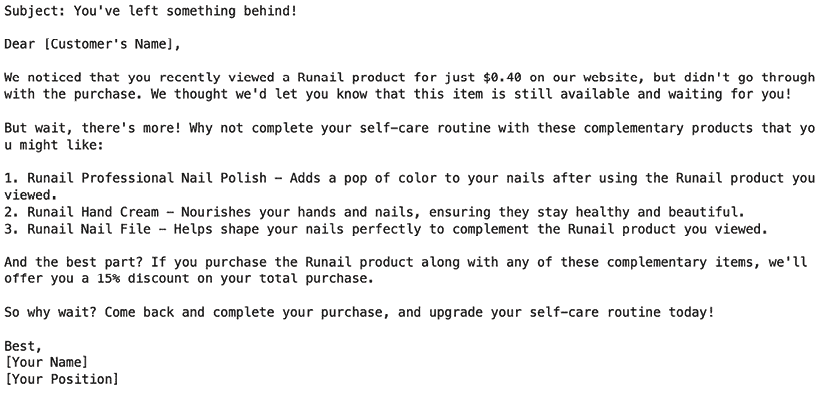 Subject: You've left something behind!
Dear [Customer's Name],
We noticed that you recently viewed a Runail product for just $0.40 on our website, but didn't go through
with the purchase. We thought we'd let you know that this item is still available and waiting for you!
But wait, there's more! Why not complete your self-care routine with these complementary products that yo
u might like:
1. Runail Professional Nail Polish – Adds a pop of color to your nails after using the Runail product you
viewed.
2. Runail Hand Cream – Nourishes your hands and nails, ensuring they stay healthy and beautiful.
3. Runail Nail File – Helps shape your nails perfectly to complement the Runail product you viewed.
And the best part? If you purchase the Runail product along with any of these complementary items, we'll
offer you a 15% discount on your total purchase.
So why wait? Come back and complete your purchase, and upgrade your self-care routine today!
Best,
[Your Name]
[Your Position]